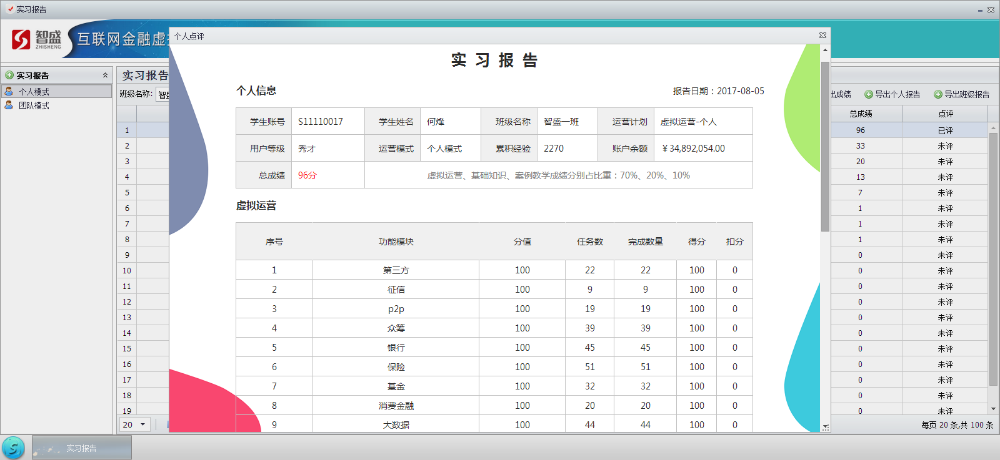 实习报告
智盛
ZHISHENG
互联网金融虚
个人点评
实习报告
个人模式
团队模式
实习报告
班级名称: 智
出成绩 导出个人报告 导出班级报告
实 习 报 告
个人信息
报告日期：2017-08-05
学生账号 S11110017 学生姓名 何烽 班级名称 智盛一班 运营计划 虚拟运营-个人
用户等级 秀才 运营模式 个人模式 累积经验 2270 账户余额 ￥34,892,054.00
总成绩 96分 虚拟运营、基础知识、案例教学成绩分别占比重：70%、20%、10%
虚拟运营
序号 功能模块 分值 任务数 完成数量 得分 扣分
1 第三方 100 22 22 100 0
2 征信 100 9 9 100 0
3 p2p 100 19 19 100 0
4 众筹 100 39 39 100 0
5 银行 100 45 45 100 0
6 保险 100 51 51 100 0
7 基金 100 32 32 100 0
8 消费金融 100 20 20 100 0
9 大数据 100 44 44 100 0
总成绩 点评
1 96 已评
2 33 未评
3 20 未评
4 13 未评
5 7 未评
6 1 未评
7 1 未评
8 1 未评
9 0 未评
10 0 未评
11 0 未评
12 0 未评
13 0 未评
14 0 未评
15 0 未评
16 0 未评
17 0 未评
18 0 未评
19 0 未评
20
每页 20 条,共 100 条
实习报告